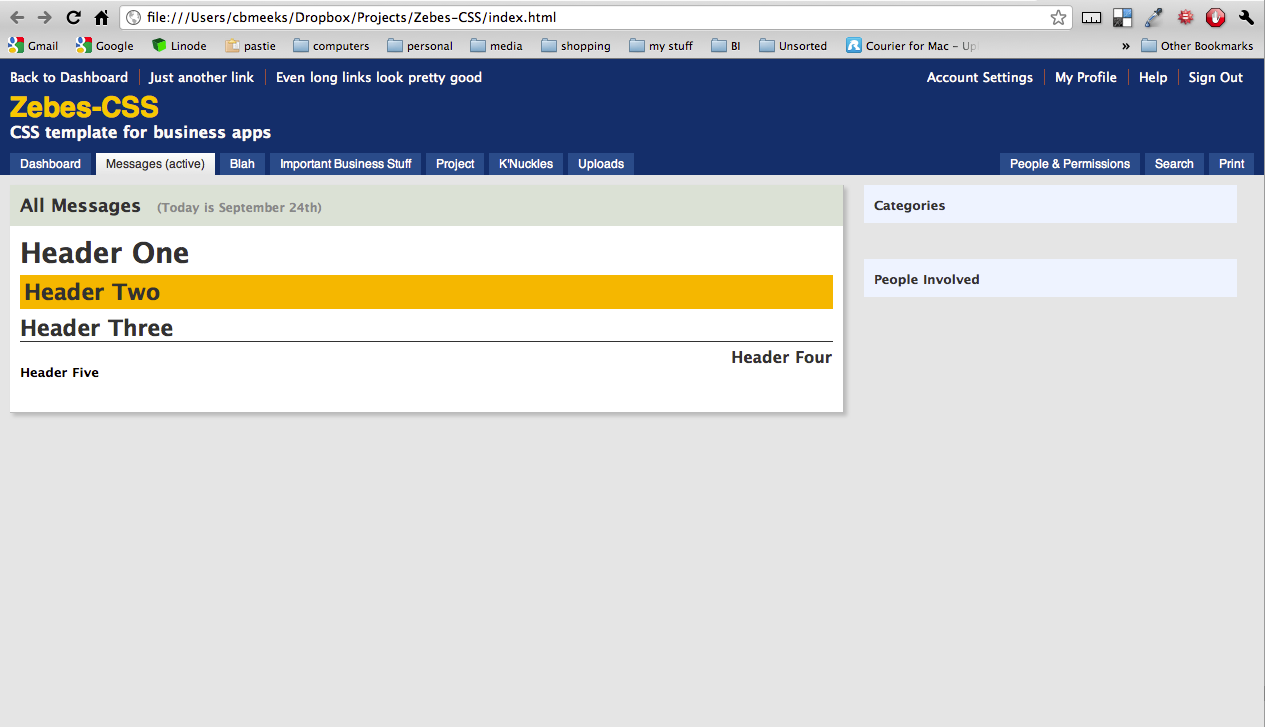 file:///Users/cbmeeks/Dropbox/Projects/Zebes-CSS/index.html
Gmail Google Linode pastie computers personal media shopping my stuff BI Unsorted Courier for Mac – Up » Other Bookmarks
Back to Dashboard Just another link Even long links look pretty good Account Settings My Profile Help Sign Out
Zebes-CSS
CSS template for business apps
Dashboard Messages (active) Blah Important Business Stuff Project K'Nuckles Uploads People & Permissions Search Print
All Messages (Today is September 24th) Categories
Header One
Header Two People Involved
Header Three
Header Four
Header Five